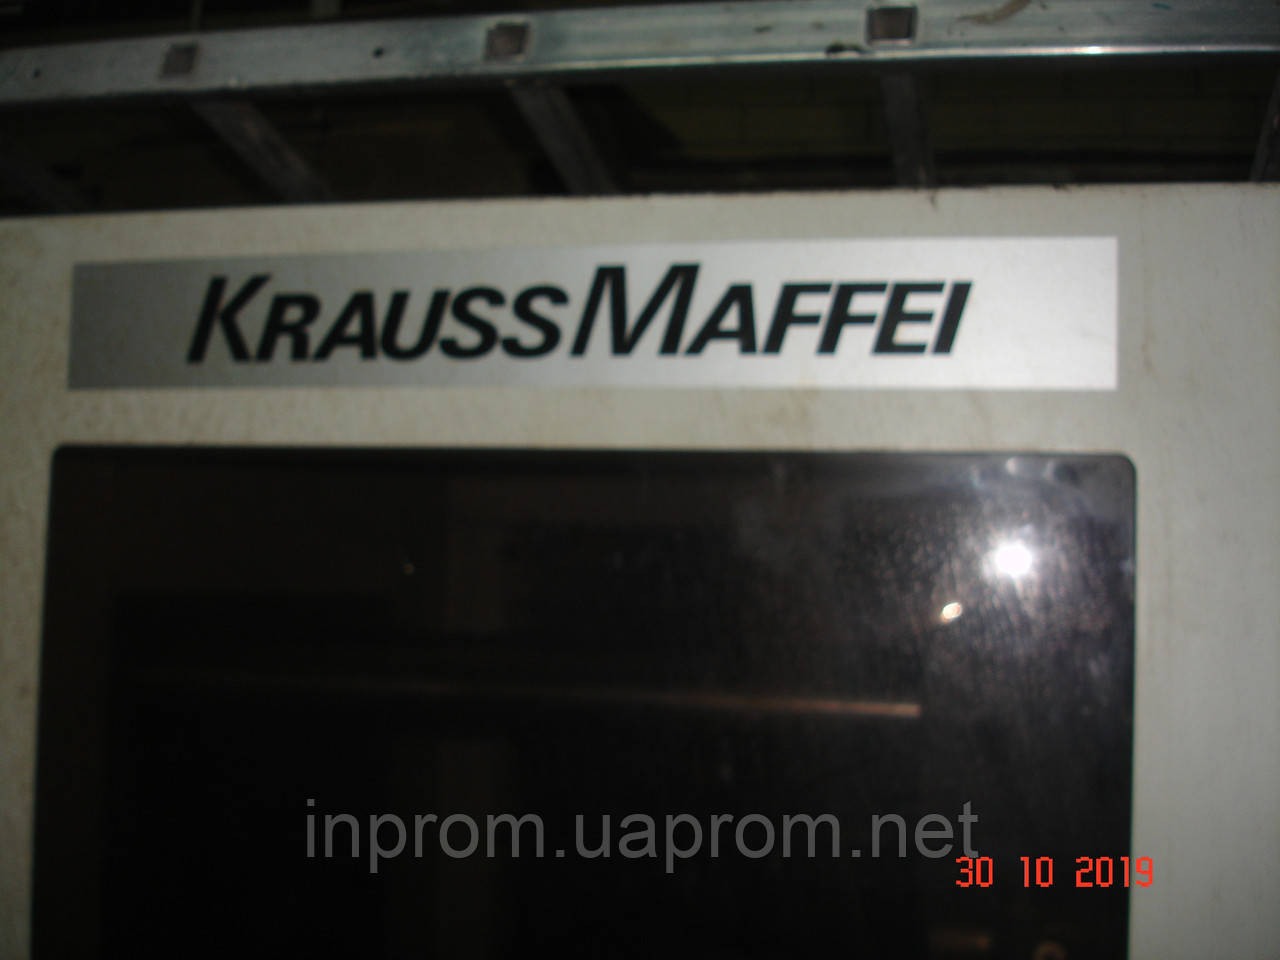 KRAUSSMAFFEI
inprom.uaprom.net
30 10 2019